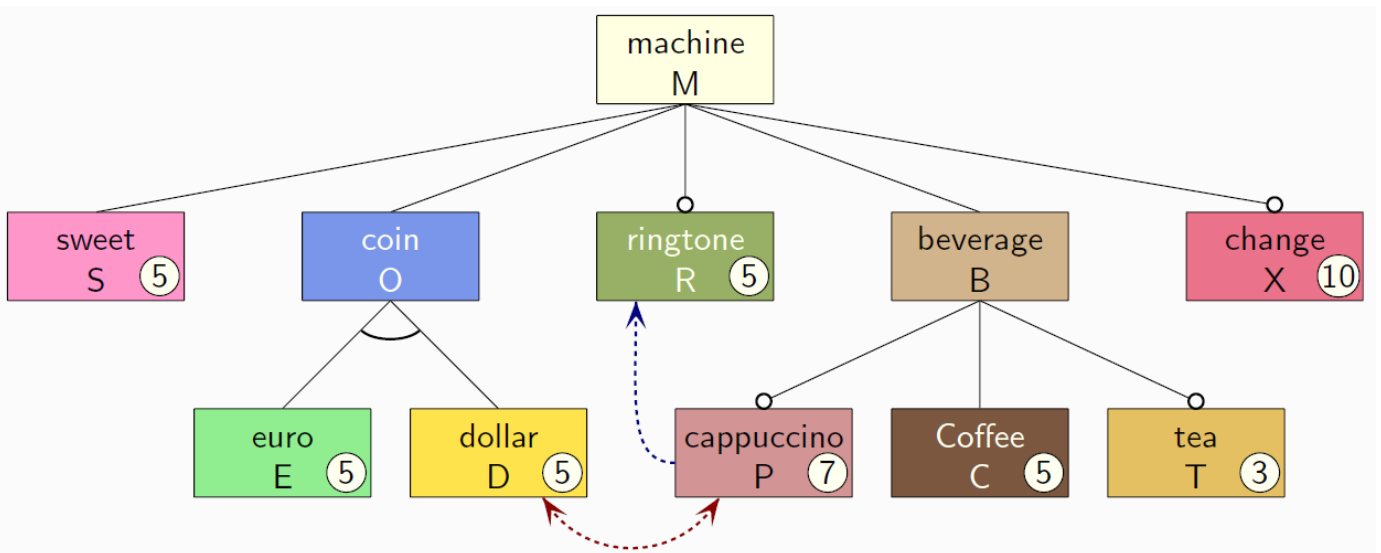 machine
M
sweet
S 5
coin
O
ringtone
R 5
beverage
B
change
X 10
euro
E 5
dollar
D 5
cappuccino
P 7
Coffee
C 5
tea
T 3